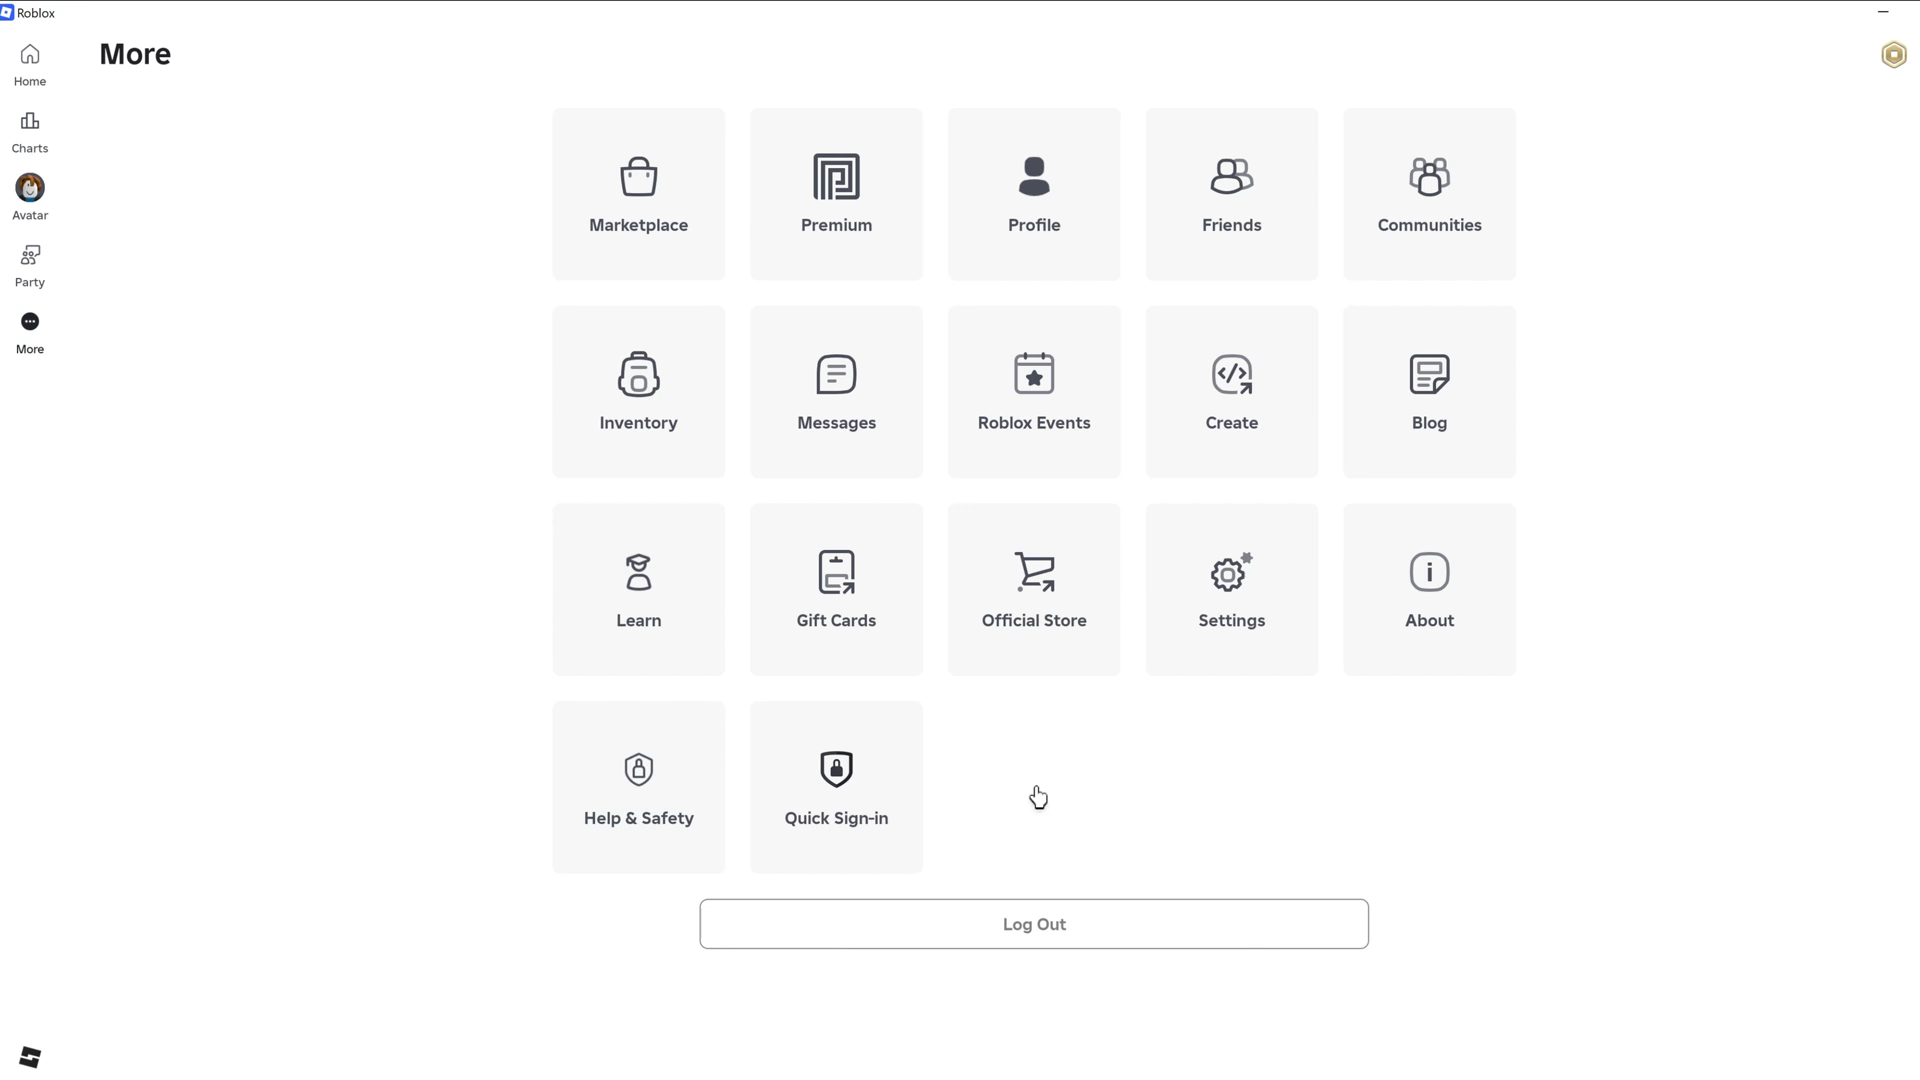 Roblox
More
Home
Charts
Avatar
Party
More
Marketplace
Premium
Profile
Friends
Communities
Inventory
Messages
Roblox Events
Create
Blog
Learn
Gift Cards
Official Store
Settings
About
Help & Safety
Quick Sign-in
Log Out